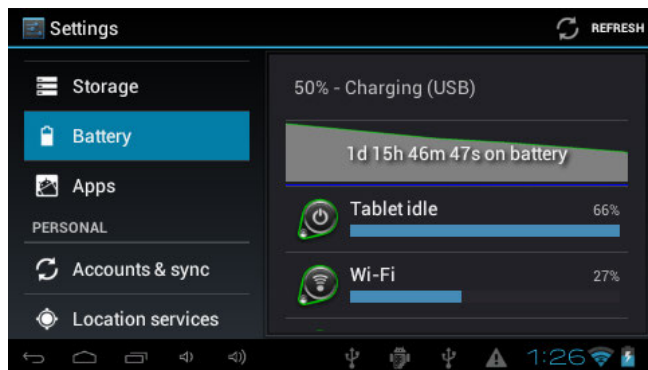 Settings
REFRESH
Storage
Battery
Apps
PERSONAL
Accounts & sync
Location services
50% - Charging (USB)
1d 15h 46m 47s on battery
Tablet idle
66%
Wi-Fi
27%
1:26